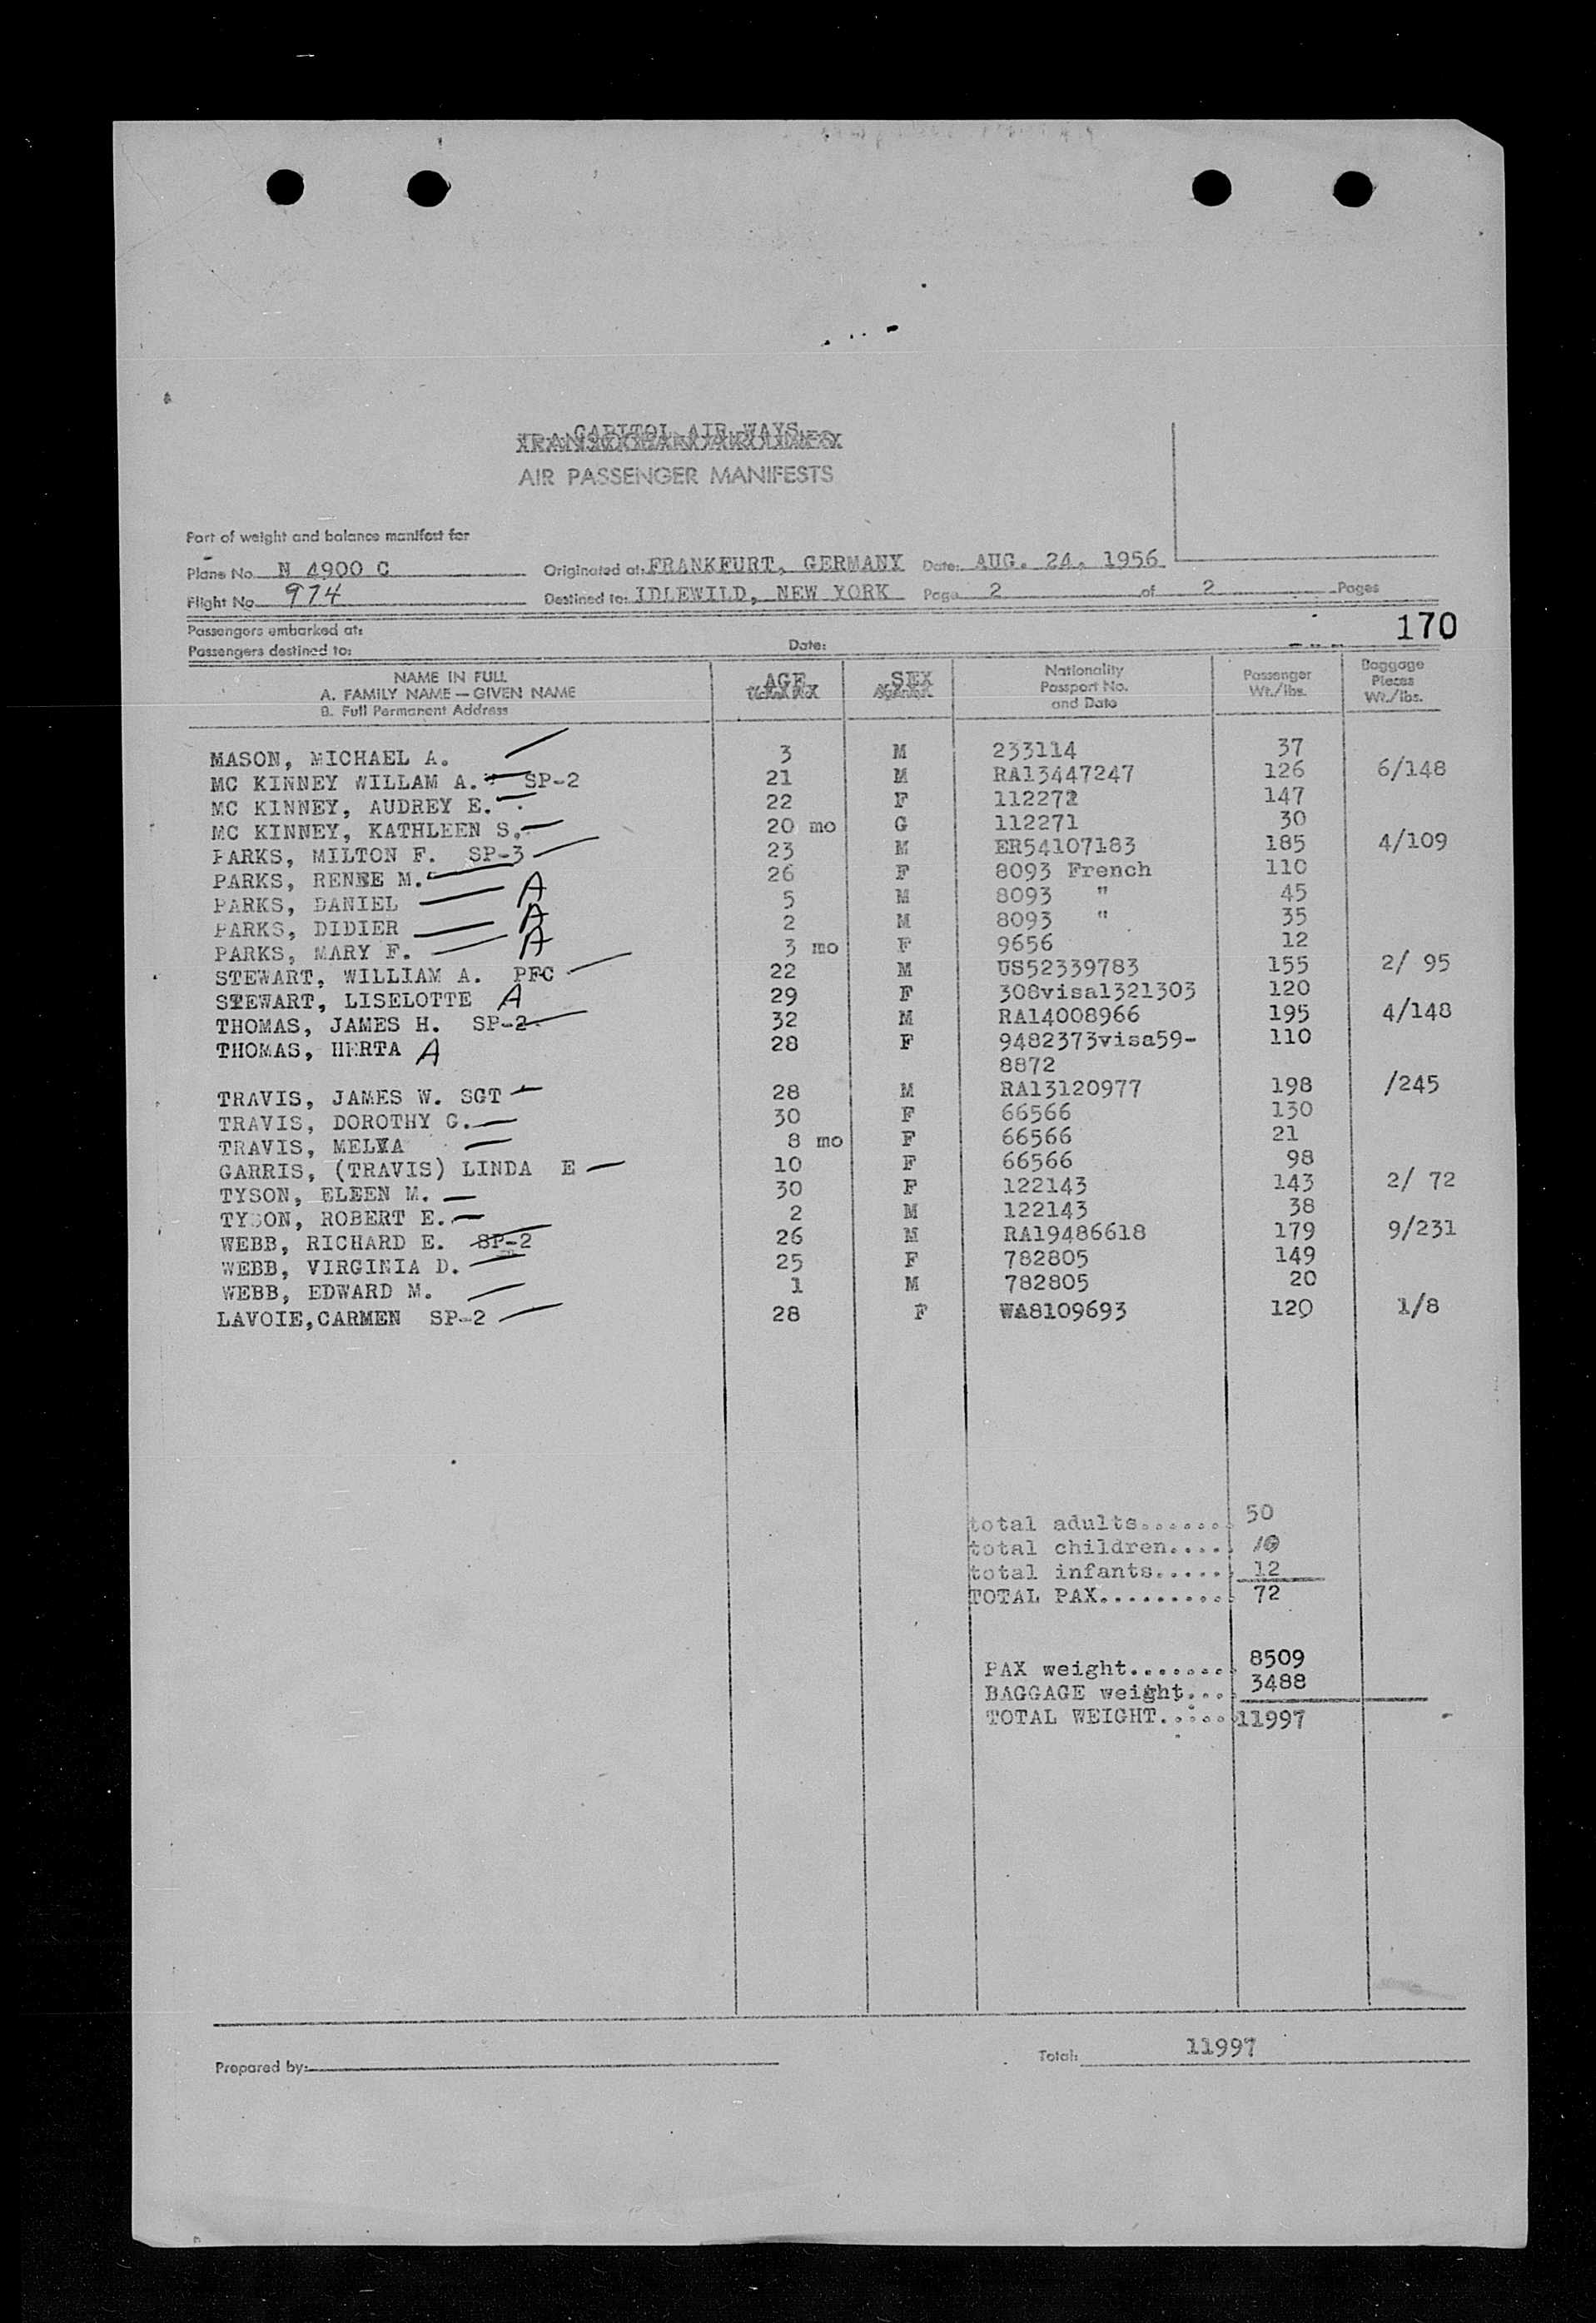 CAPITOL AIR WAYS
AIR PASSENGER MANIFESTS
Part of weight and balance manifest for
Plane No. N 4900 C Originated at: FRANKFURT, GERMANY Date: AUG. 24, 1956
Flight No. 974 Destined to: IDLEWILD, NEW YORK Page 2 of 2 Pages
170
Passengers embarked at:
Passengers destined to: Date:
NAME IN FULL
A. FAMILY NAME — GIVEN NAME
B. Full Permanent Address
AGE
SEX
Nationality
Passport No.
and Date
Passenger
Wt./lbs.
Baggage
Pieces
Wt./lbs.
MASON, MICHAEL A. 3 M 233114 37
MC KINNEY WILLAM A. SP-2 21 M RA13447247 126 6/148
MC KINNEY, AUDREY E. 22 F 112272 147
MC KINNEY, KATHLEEN S. 20 mo G 112271 30
PARKS, MILTON F. SP-3 23 M ER54107183 185 4/109
PARKS, RENEE M. 26 F 8093 French 110
PARKS, DANIEL A 5 M 8093 " 45
PARKS, DIDIER A 2 M 8093 " 35
PARKS, MARY F. A 3 mo F 9656 12
STEWART, WILLIAM A. PFC 22 M US52339783 155 2/ 95
STEWART, LISELOTTE A 29 F 308visa1321303 120
THOMAS, JAMES H. SP-2 32 M RA14008966 195 4/148
THOMAS, HERTA A 28 F 9482373visa59- 110
8872
TRAVIS, JAMES W. SGT 28 M RA13120977 198 /245
TRAVIS, DOROTHY G. 30 F 66566 130
TRAVIS, 8 mo F 66566 21
GARRIS, (TRAVIS) LINDA E 10 F 66566 98
TYSON, ELEEN M. 30 F 122143 143 2/ 72
TYSON, ROBERT E. 2 M 122143 38
WEBB, RICHARD E. SP-2 26 M RA19486618 179 9/231
WEBB, VIRGINIA D. 25 F 782805 149
WEBB, EDWARD M. 1 M 782805 20
LAVOIE,CARMEN SP-2 28 F WA8109693 120 1/8
total adults....... 50
total children..... 10
total infants...... 12
TOTAL PAX.......... 72
PAX weight........ 8509
BAGGAGE weight.... 3488
TOTAL WEIGHT...... 11997
Prepared by: Total: 11997